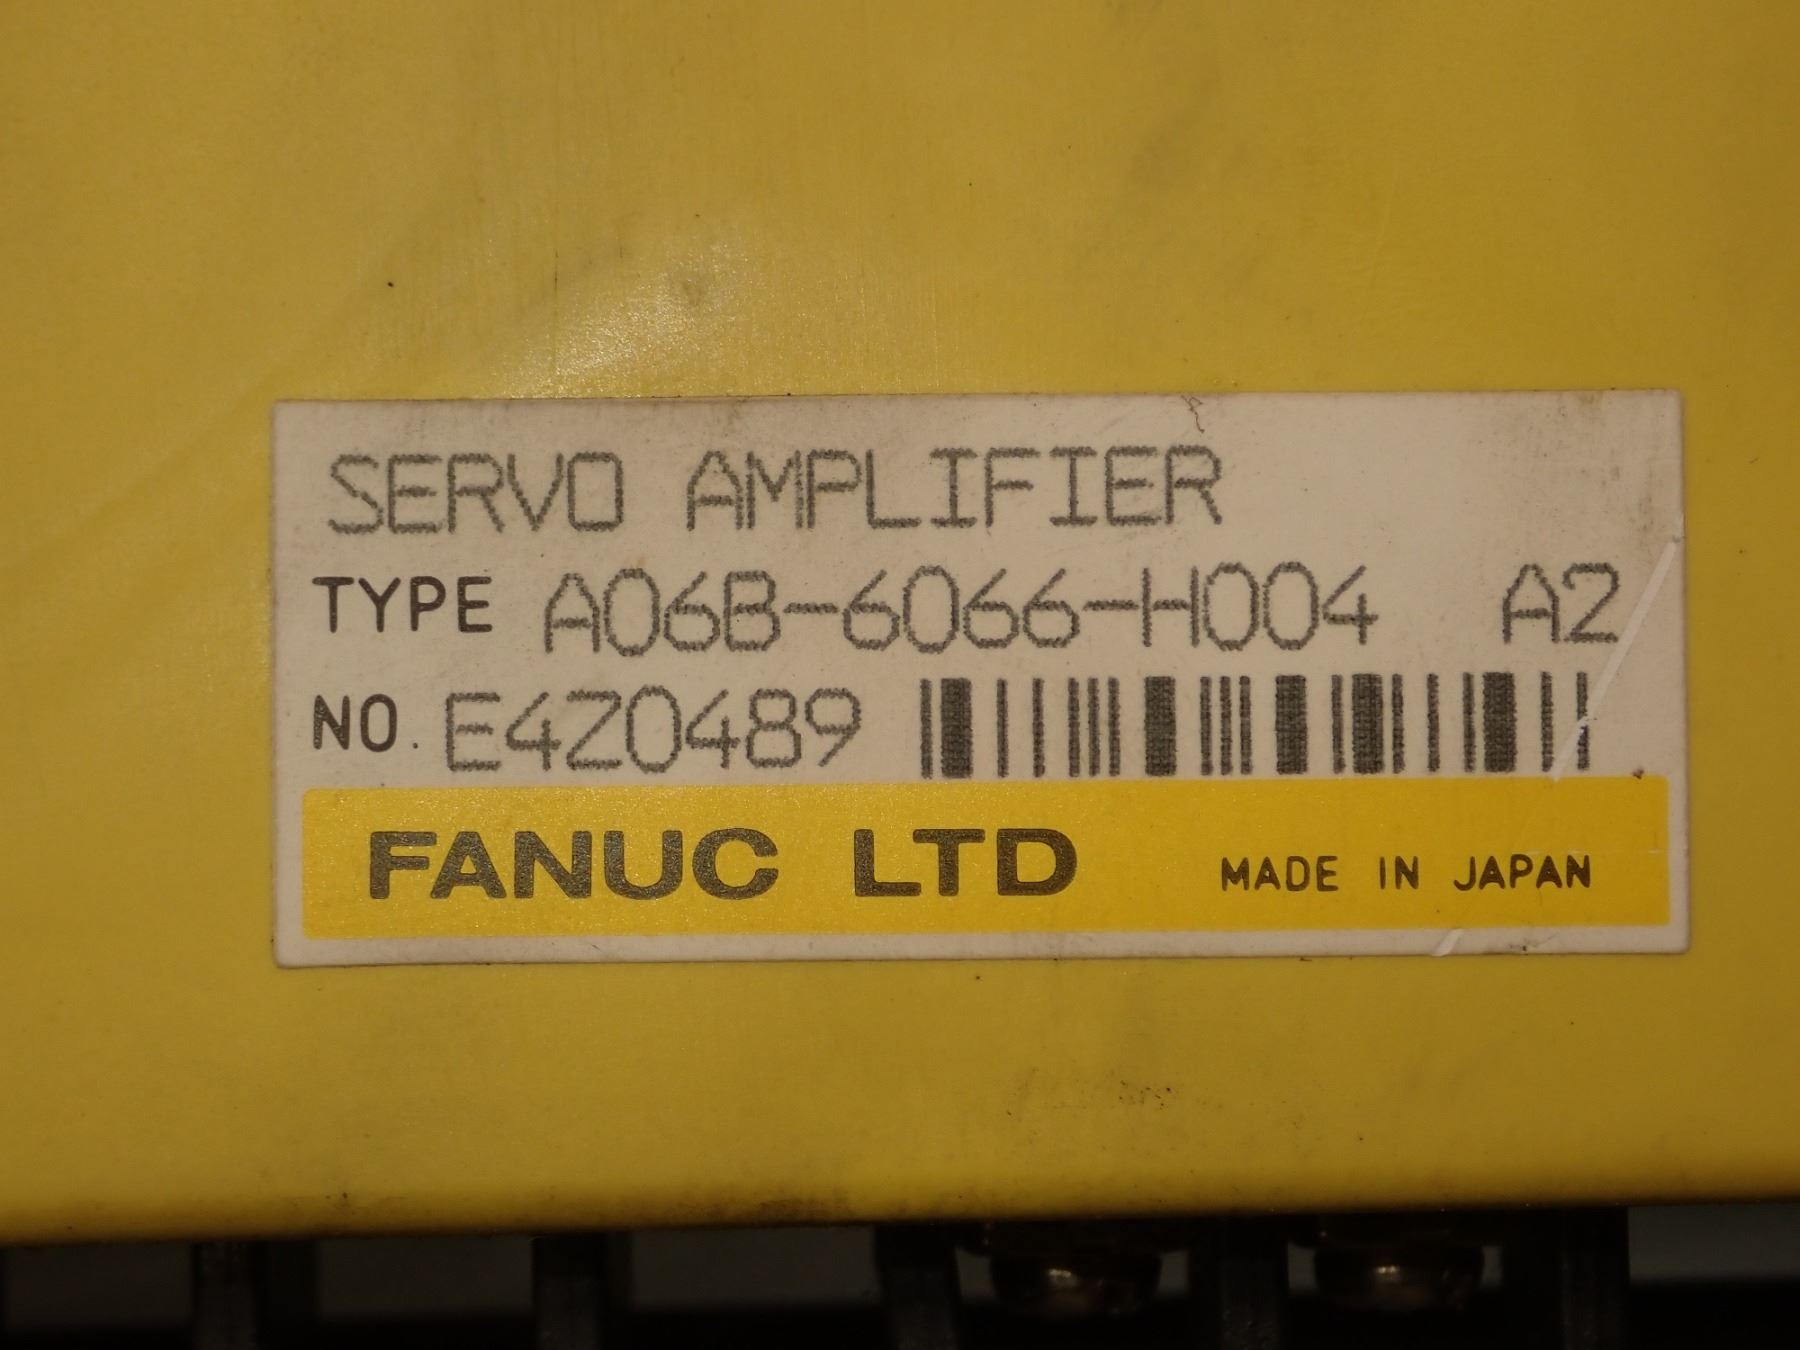 SERVO AMPLIFIER
TYPE A06B-6066-H004 A2
NO. E4Z0489
FANUC LTD MADE IN JAPAN